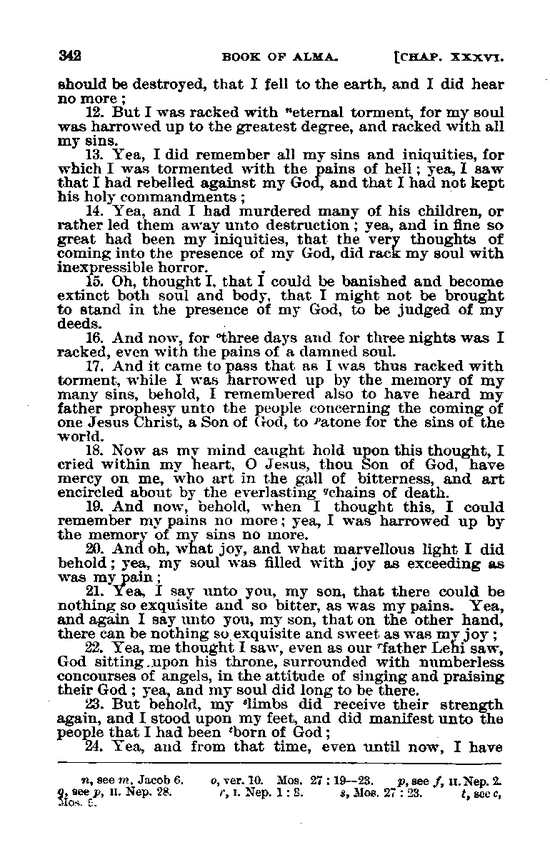 342 BOOK OF ALMA. [CHAP. XXXVI.
should be destroyed, that I fell to the earth, and I did hear
no more ;
12. But I was racked with ⁿeternal torment, for my soul
was harrowed up to the greatest degree, and racked with all
my sins.
13. Yea, I did remember all my sins and iniquities, for
which I was tormented with the pains of hell ; yea, I saw
that I had rebelled against my God, and that I had not kept
his holy commandments ;
14. Yea, and I had murdered many of his children, or
rather led them away unto destruction ; yea, and in fine so
great had been my iniquities, that the very thoughts of
coming into the presence of my God, did rack my soul with
inexpressible horror.
15. Oh, thought I, that I could be banished and become
extinct both soul and body, that I might not be brought
to stand in the presence of my God, to be judged of my
deeds.
16. And now, for ᵒthree days and for three nights was I
racked, even with the pains of a damned soul.
17. And it came to pass that as I was thus racked with
torment, while I was harrowed up by the memory of my
many sins, behold, I remembered also to have heard my
father prophesy unto the people concerning the coming of
one Jesus Christ, a Son of God, to ᵖatone for the sins of the
world.
18. Now as my mind caught hold upon this thought, I
cried within my heart, O Jesus, thou Son of God, have
mercy on me, who art in the gall of bitterness, and art
encircled about by the everlasting qchains of death.
19. And now, behold, when I thought this, I could
remember my pains no more ; yea, I was harrowed up by
the memory of my sins no more.
20. And oh, what joy, and what marvellous light I did
behold ; yea, my soul was filled with joy as exceeding as
was my pain ;
21. Yea, I say unto you, my son, that there could be
nothing so exquisite and so bitter, as was my pains. Yea,
and again I say unto you, my son, that on the other hand,
there can be nothing so exquisite and sweet as was my joy ;
22. Yea, me thought I saw, even as our ʳfather Lehi saw,
God sitting upon his throne, surrounded with numberless
concourses of angels, in the attitude of singing and praising
their God ; yea, and my soul did long to be there.
23. But behold, my ˢlimbs did receive their strength
again, and I stood upon my feet, and did manifest unto the
people that I had been ᵗborn of God ;
24. Yea, and from that time, even until now, I have
n, see m, Jacob 6. o, ver. 10. Mos. 27 : 19—23. p, see f, II. Nep. 2.
q, see p, II. Nep. 28. r, I. Nep. 1 : 8. s, Mos. 27 : 23. t, see c,
Mos. 5.